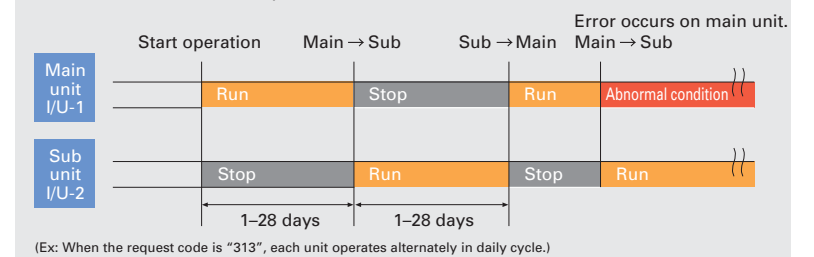 Error occurs on main unit.
Start operation
Main → Sub
Sub → Main
Main → Sub
Main
unit
I/U-1
Run
Stop
Run
Abnormal condition
Sub
unit
I/U-2
Stop
Run
Stop
Run
1–28 days
1–28 days
(Ex: When the request code is “313”, each unit operates alternately in daily cycle.)